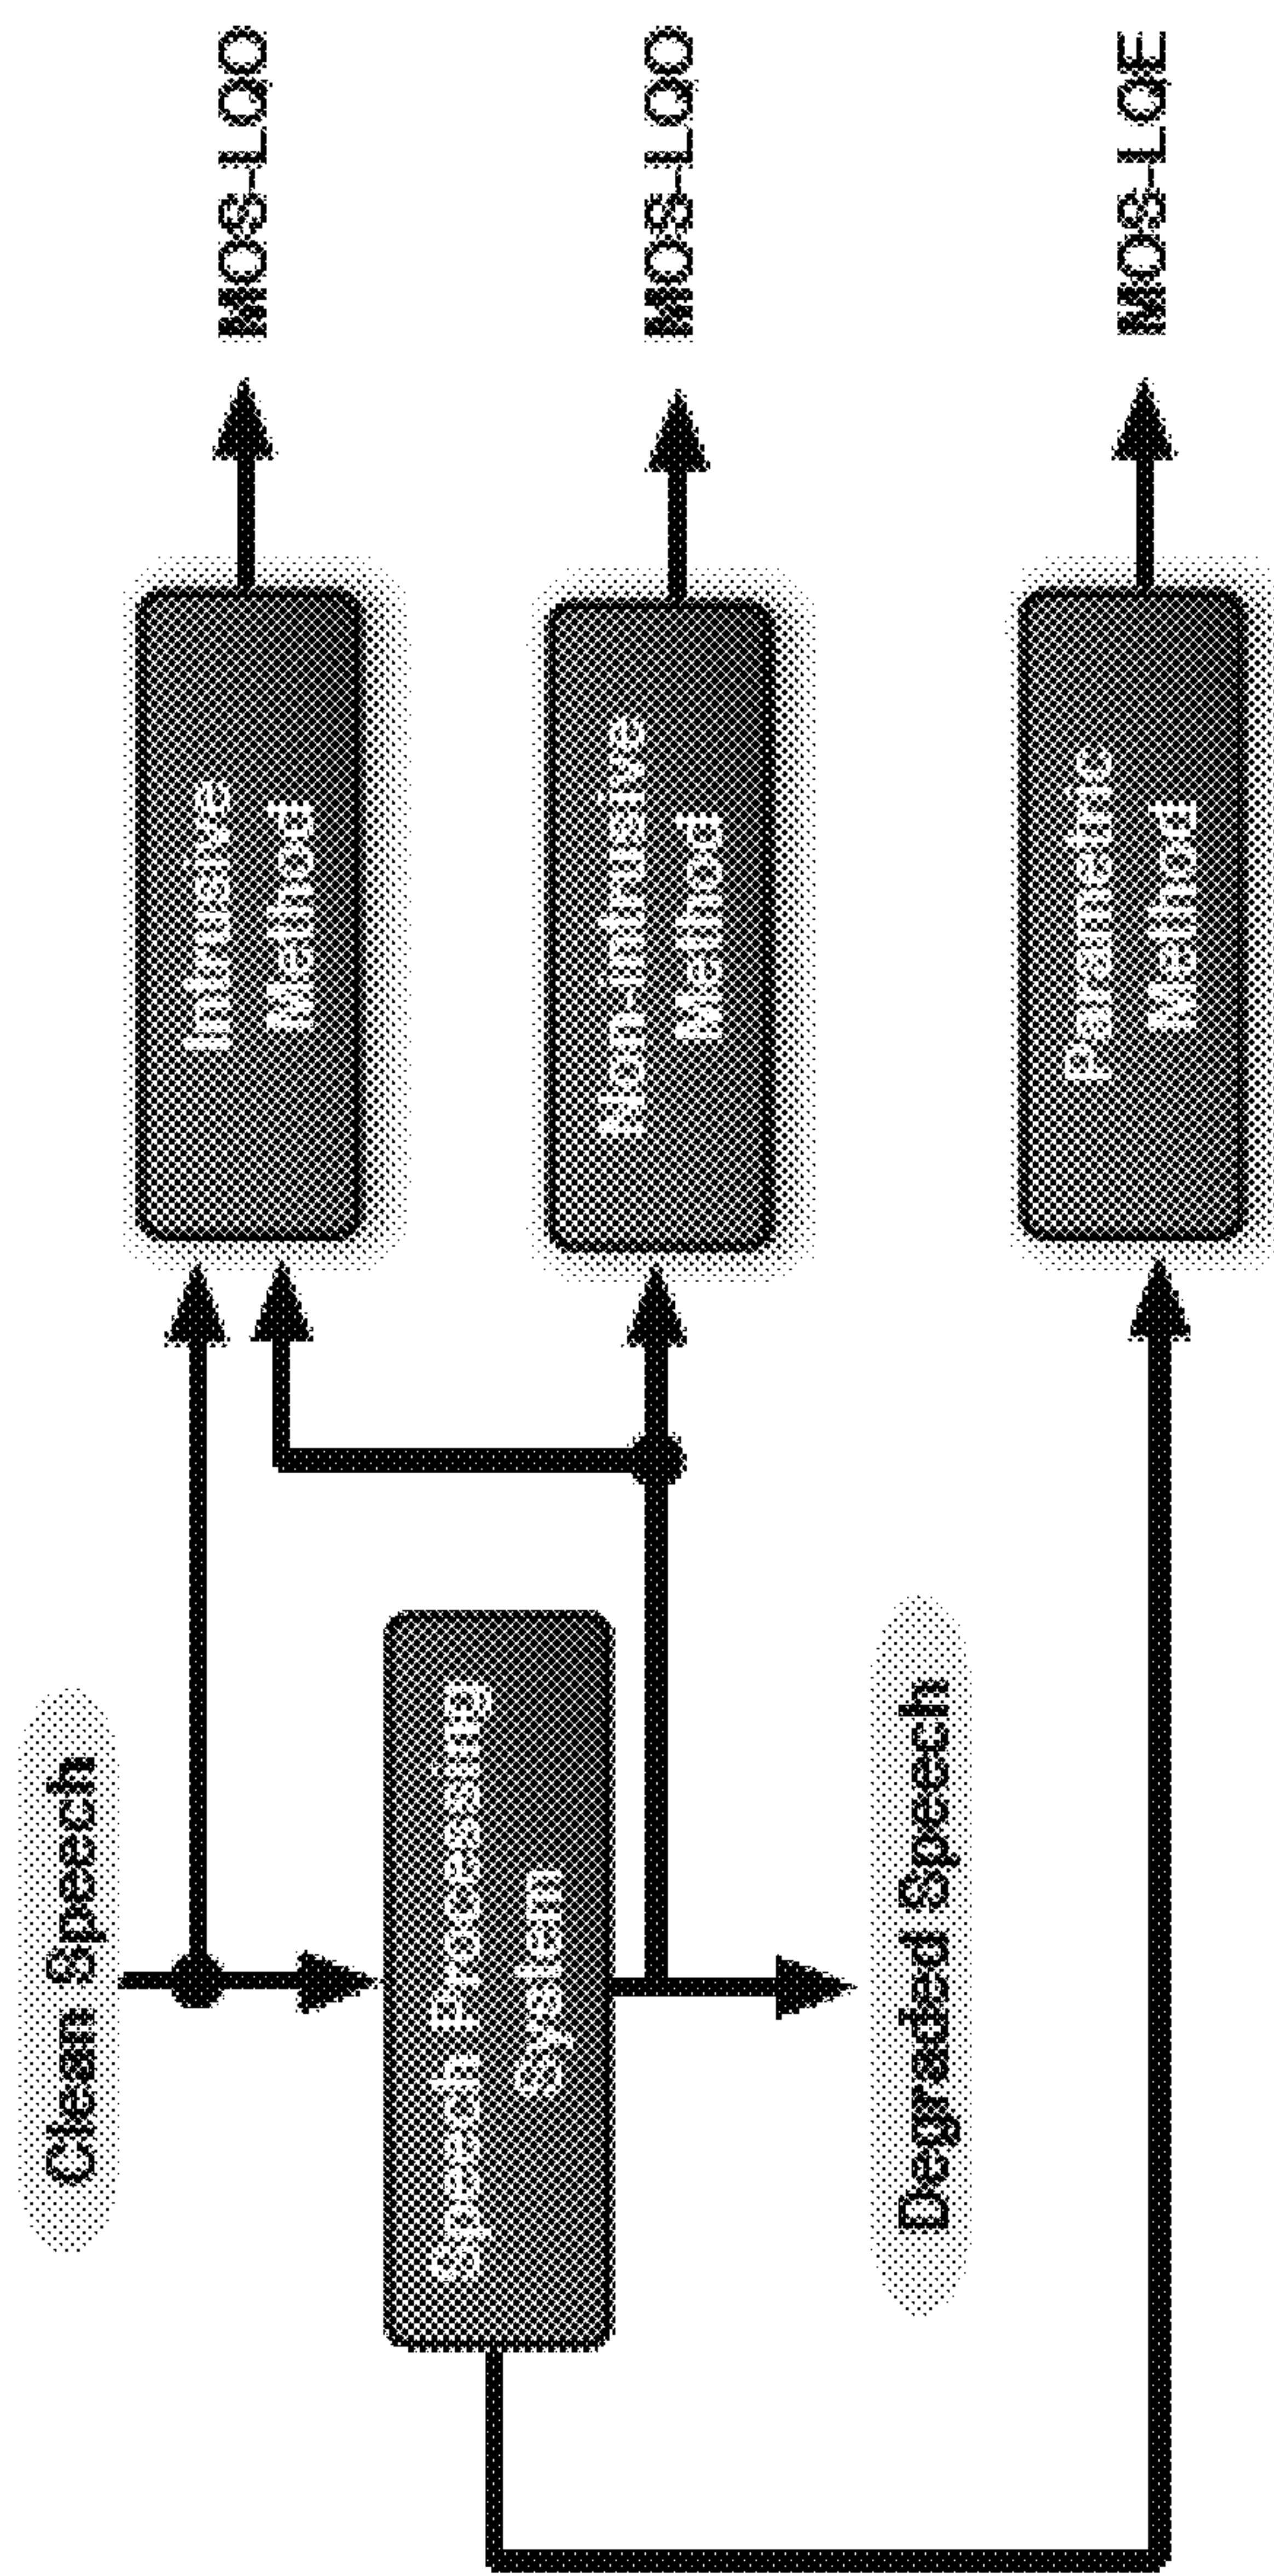 Clean Speech
Speech Processing
System
Degraded Speech
Intrusive
Method
Non-intrusive
Method
Parametric
Method
MOS-LQO
MOS-LQO
MOS-LQE